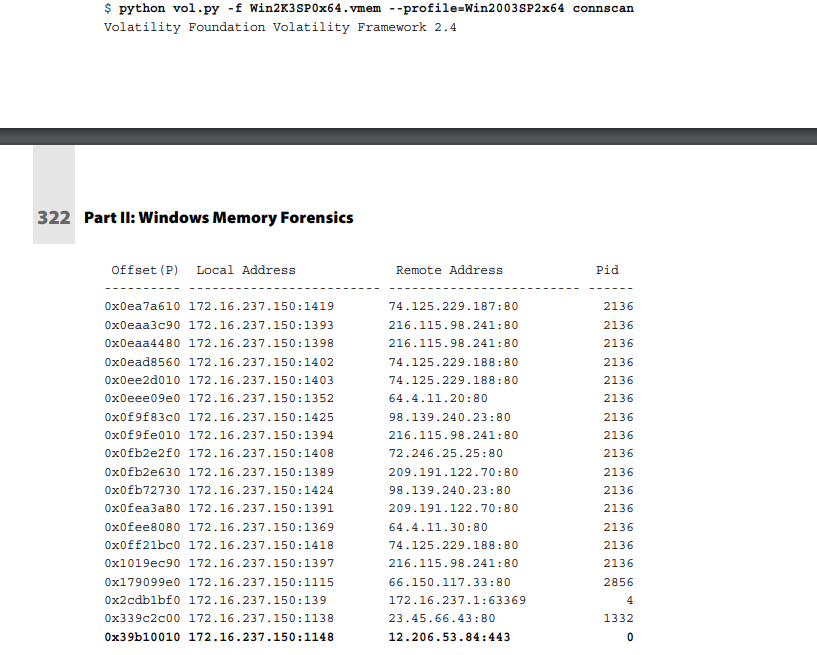 $ python vol.py -f Win2K3SP0x64.vmem --profile=Win2003SP2x64 connscan
Volatility Foundation Volatility Framework 2.4
322 Part II: Windows Memory Forensics
Offset(P) Local Address Remote Address Pid
---------- ------------------------- ------------------------- ------
0x0ea7a610 172.16.237.150:1419 74.125.229.187:80 2136
0x0eaa3c90 172.16.237.150:1393 216.115.98.241:80 2136
0x0eaa4480 172.16.237.150:1398 216.115.98.241:80 2136
0x0ead8560 172.16.237.150:1402 74.125.229.188:80 2136
0x0ee2d010 172.16.237.150:1403 74.125.229.188:80 2136
0x0eee09e0 172.16.237.150:1352 64.4.11.20:80 2136
0x0f9f83c0 172.16.237.150:1425 98.139.240.23:80 2136
0x0f9fe010 172.16.237.150:1394 216.115.98.241:80 2136
0x0fb2e2f0 172.16.237.150:1408 72.246.25.25:80 2136
0x0fb2e630 172.16.237.150:1389 209.191.122.70:80 2136
0x0fb72730 172.16.237.150:1424 98.139.240.23:80 2136
0x0fea3a80 172.16.237.150:1391 209.191.122.70:80 2136
0x0fee8080 172.16.237.150:1369 64.4.11.30:80 2136
0x0ff21bc0 172.16.237.150:1418 74.125.229.188:80 2136
0x1019ec90 172.16.237.150:1397 216.115.98.241:80 2136
0x179099e0 172.16.237.150:1115 66.150.117.33:80 2856
0x2cdb1bf0 172.16.237.150:139 172.16.237.1:63369 4
0x339c2c00 172.16.237.150:1138 23.45.66.43:80 1332
0x39b10010 172.16.237.150:1148 12.206.53.84:443 0